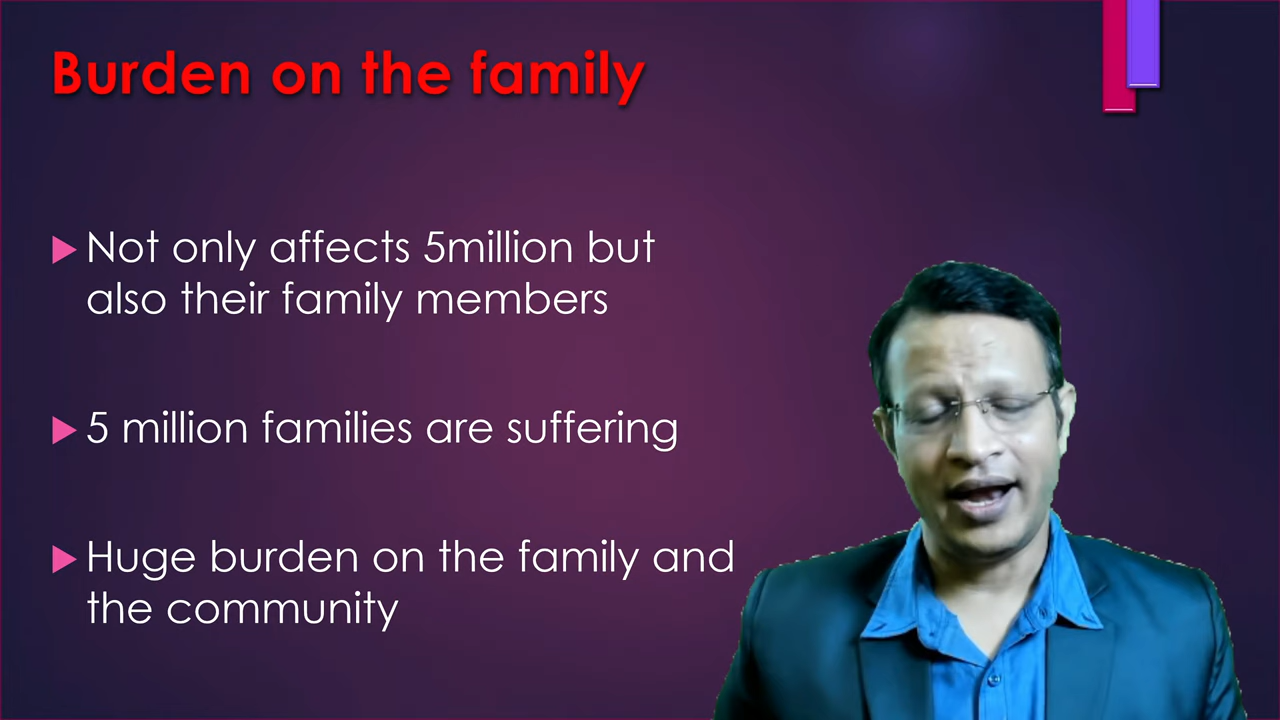 Burden on the family
Not only affects 5million but
also their family members
5 million families are suffering
Huge burden on the family and
the community